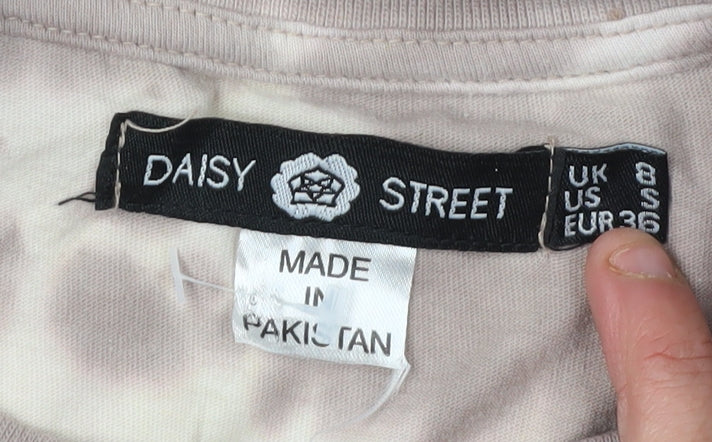 DAISY STREET
UK 8
US S
EUR 36
MADE
IN
PAKISTAN